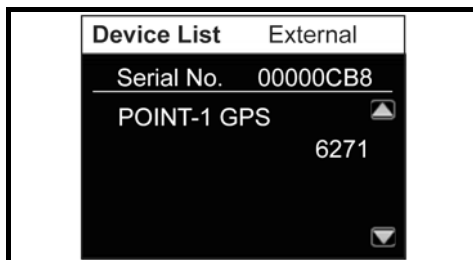 Device List External
Serial No. 00000CB8
POINT-1 GPS
6271